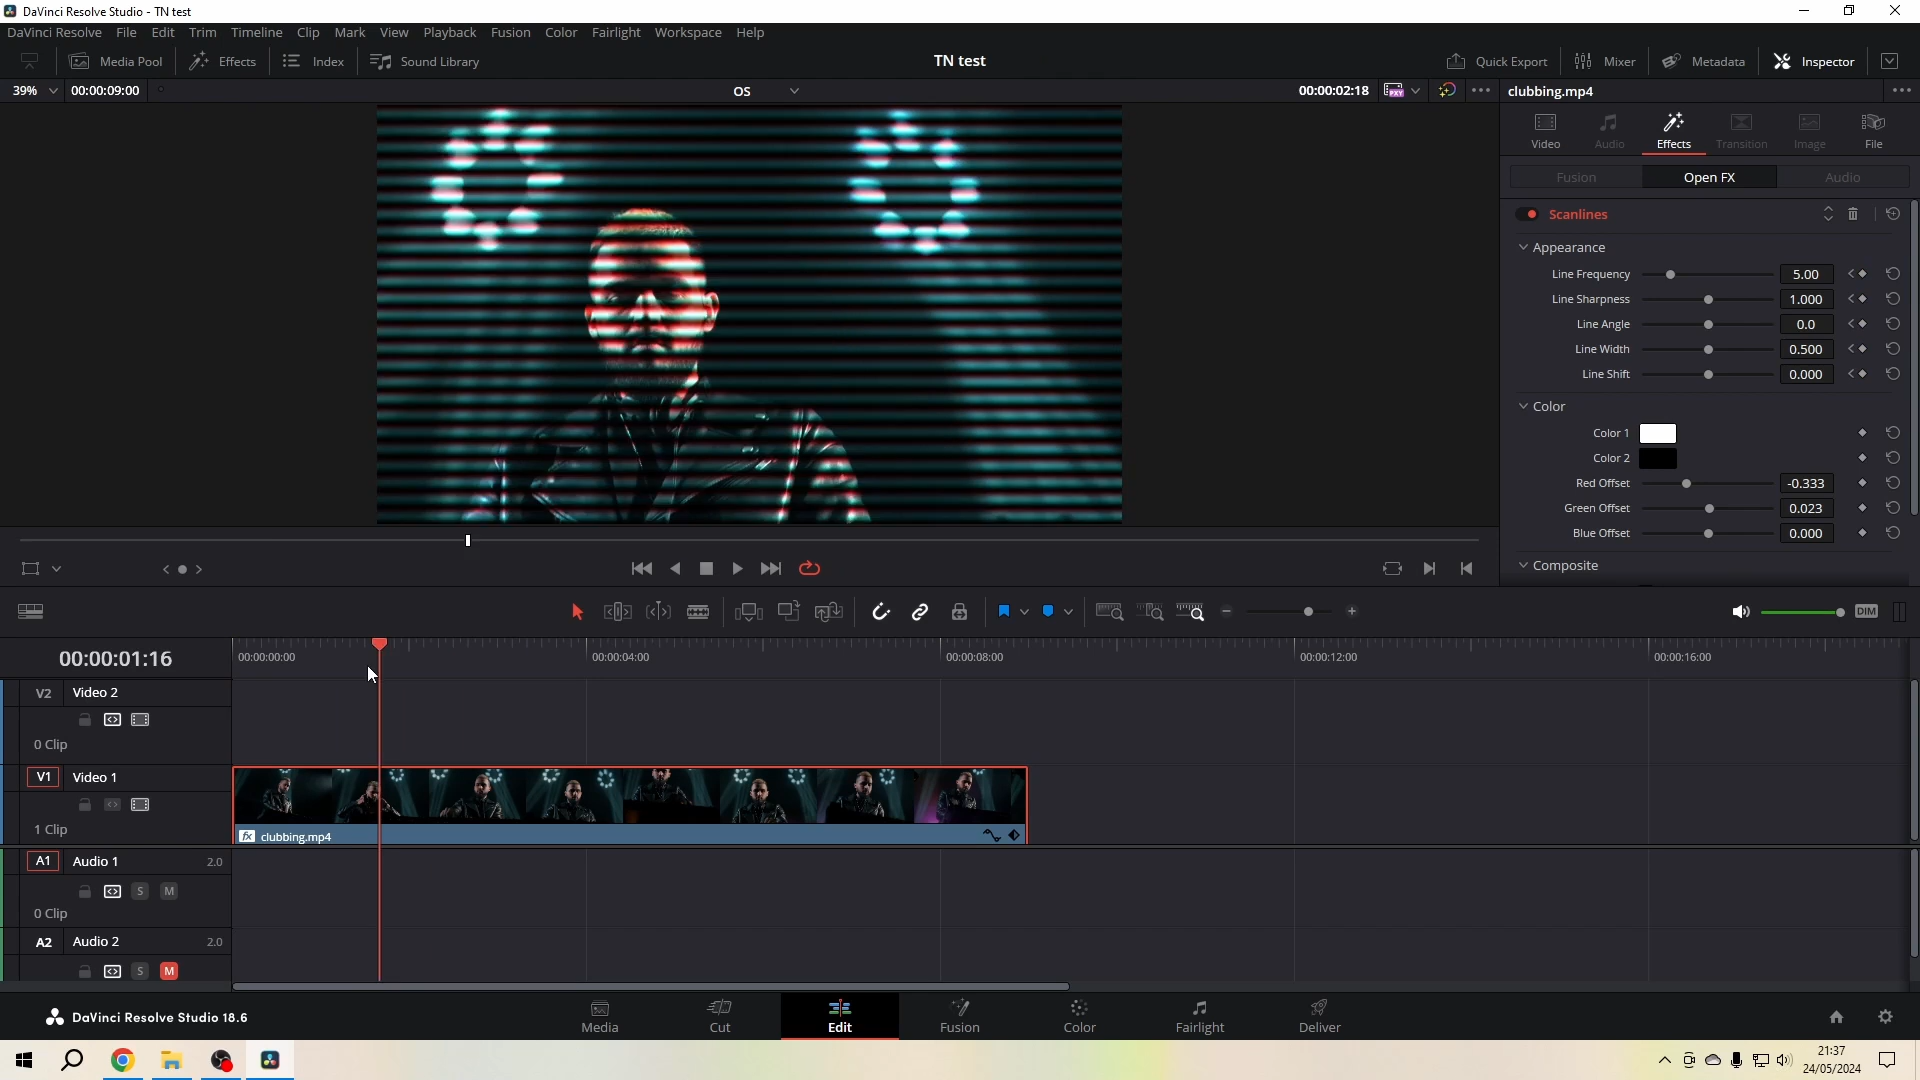 DaVinci Resolve Studio - TN test
DaVinci Resolve File Edit Trim Timeline Clip Mark View Playback Fusion Color Fairlight Workspace Help
Media Pool Effects Index Sound Library TN test Quick Export Mixer Metadata Inspector
39% 00:00:09:00 OS 00:00:02:18 PXY clubbing.mp4
Video Audio Effects Transition Image File
Fusion Open FX Audio
Scanlines
Appearance
Line Frequency 5.00
Line Sharpness 1.000
Line Angle 0.0
Line Width 0.500
Line Shift 0.000
Color
Color 1
Color 2
Red Offset -0.333
Green Offset 0.023
Blue Offset 0.000
Composite
DIM
00:00:01:16 00:00:00:00 00:00:04:00 00:00:08:00 00:00:12:00 00:00:16:00
V2 Video 2
0 Clip
V1 Video 1
1 Clip
fx clubbing.mp4
A1 Audio 1 2.0
S M
0 Clip
A2 Audio 2 2.0
S M
DaVinci Resolve Studio 18.6 Media Cut Edit Fusion Color Fairlight Deliver
21:37
24/05/2024